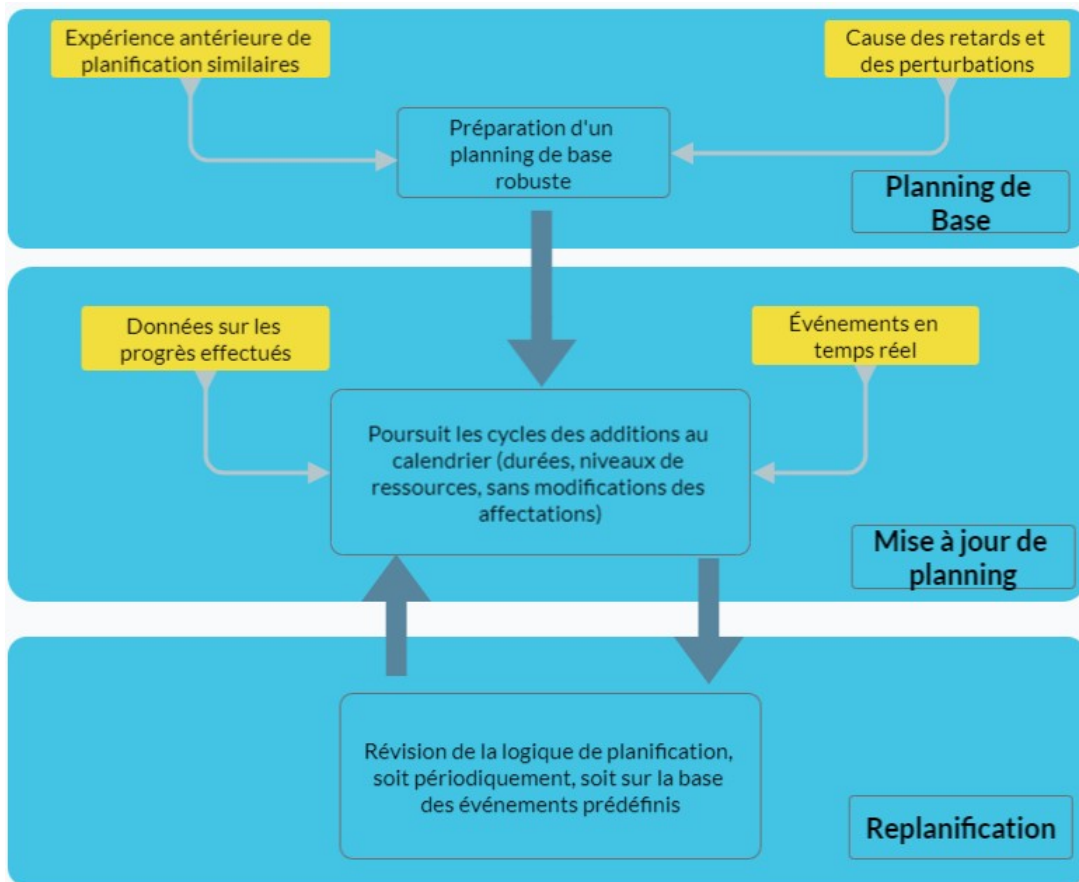 Expérience antérieure de
planification similaires
Cause des retards et
des perturbations
Préparation d'un
planning de base
robuste
Planning de
Base
Données sur les
progrès effectués
Événements en
temps réel
Poursuit les cycles des additions au
calendrier (durées, niveaux de
ressources, sans modifications des
affectations)
Mise à jour de
planning
Révision de la logique de planification,
soit périodiquement, soit sur la base
des événements prédéfinis
Replanification